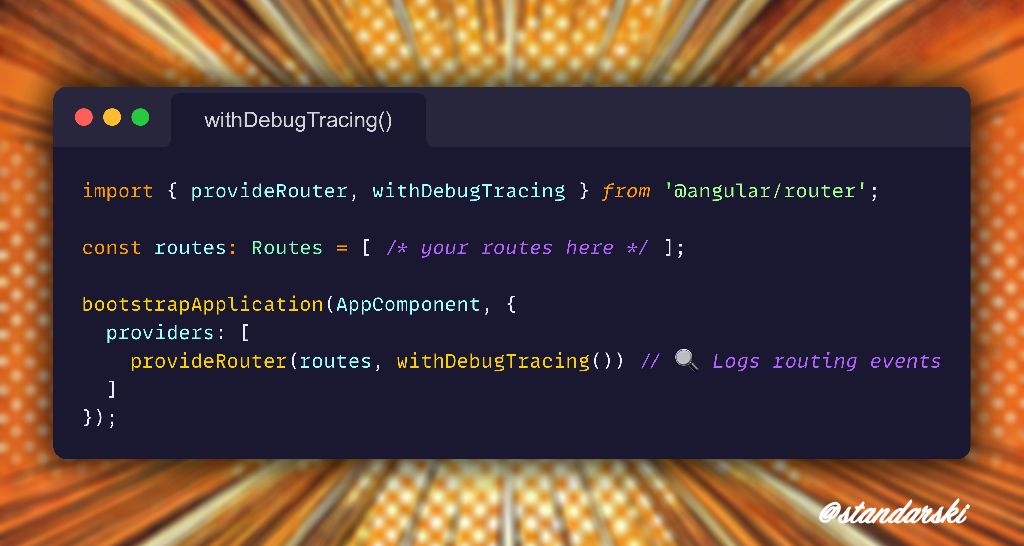 withDebugTracing()
import { provideRouter, withDebugTracing } from '@angular/router';
const routes: Routes = [ /* your routes here */ ];
bootstrapApplication(AppComponent, {
  providers: [
    provideRouter(routes, withDebugTracing()) // 🔍 Logs routing events
  ]
});
@standarski